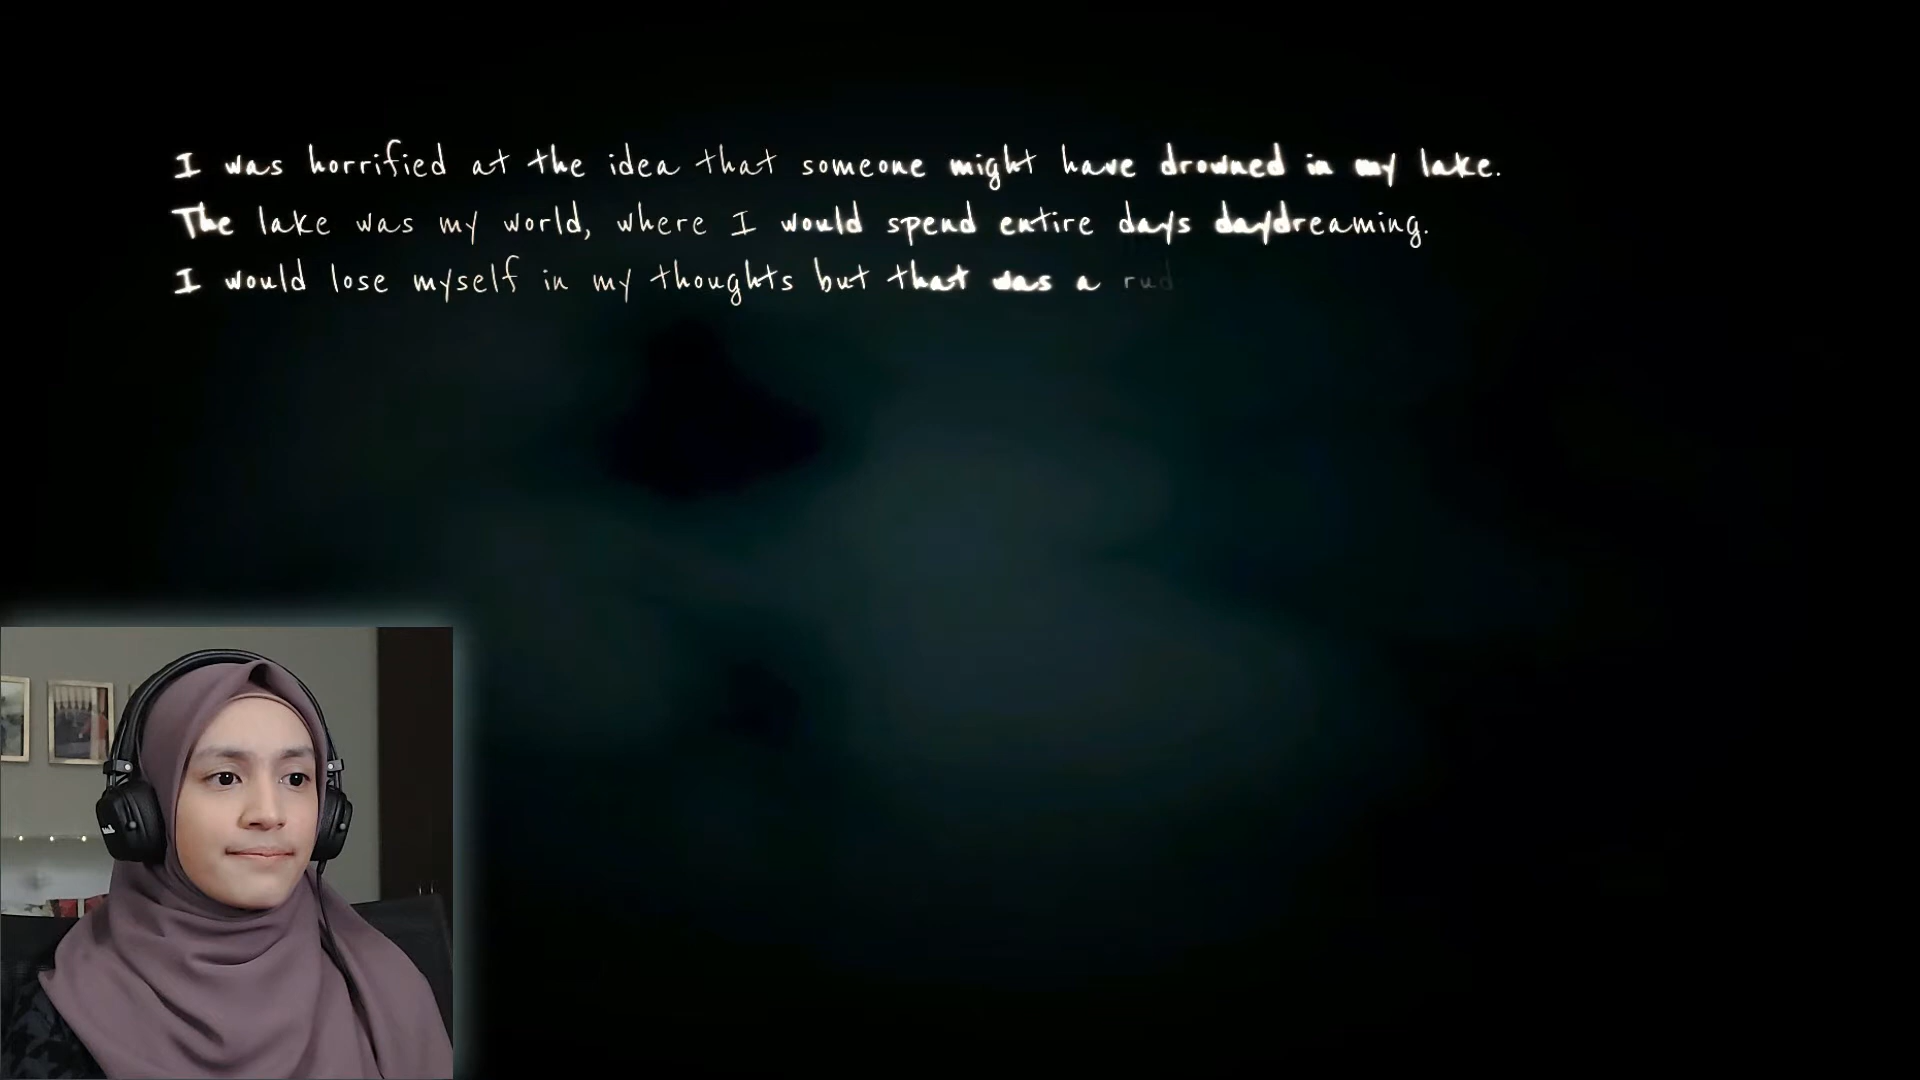 I was horrified at the idea that someone might have drowned in my lake.
The lake was my world, where I would spend entire days daydreaming.
I would lose myself in my thoughts but that was a rud